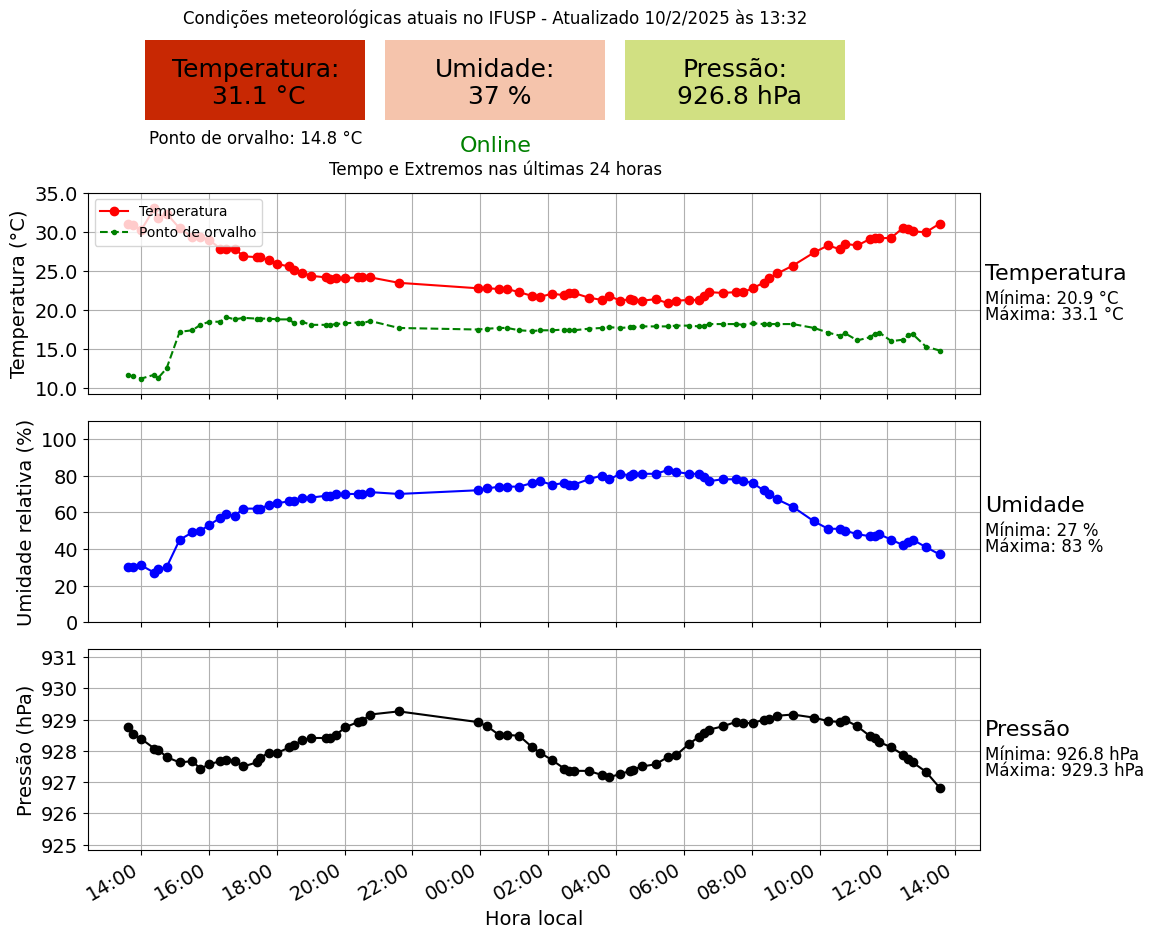 Condições meteorológicas atuais no IFUSP - Atualizado 10/2/2025 às 13:32
Temperatura:
31.1 °C
Umidade:
37 %
Pressão:
926.8 hPa
Ponto de orvalho: 14.8 °C
Online
Tempo e Extremos nas últimas 24 horas
Temperatura (°C)
35.0
30.0
25.0
20.0
15.0
10.0
Temperatura
Ponto de orvalho
Temperatura
Mínima: 20.9 °C
Máxima: 33.1 °C
Umidade relativa (%)
100
80
60
40
20
0
Umidade
Mínima: 27 %
Máxima: 83 %
Pressão (hPa)
931
930
929
928
927
926
925
Pressão
Mínima: 926.8 hPa
Máxima: 929.3 hPa
14:00 16:00 18:00 20:00 22:00 00:00 02:00 04:00 06:00 08:00 10:00 12:00 14:00
Hora local